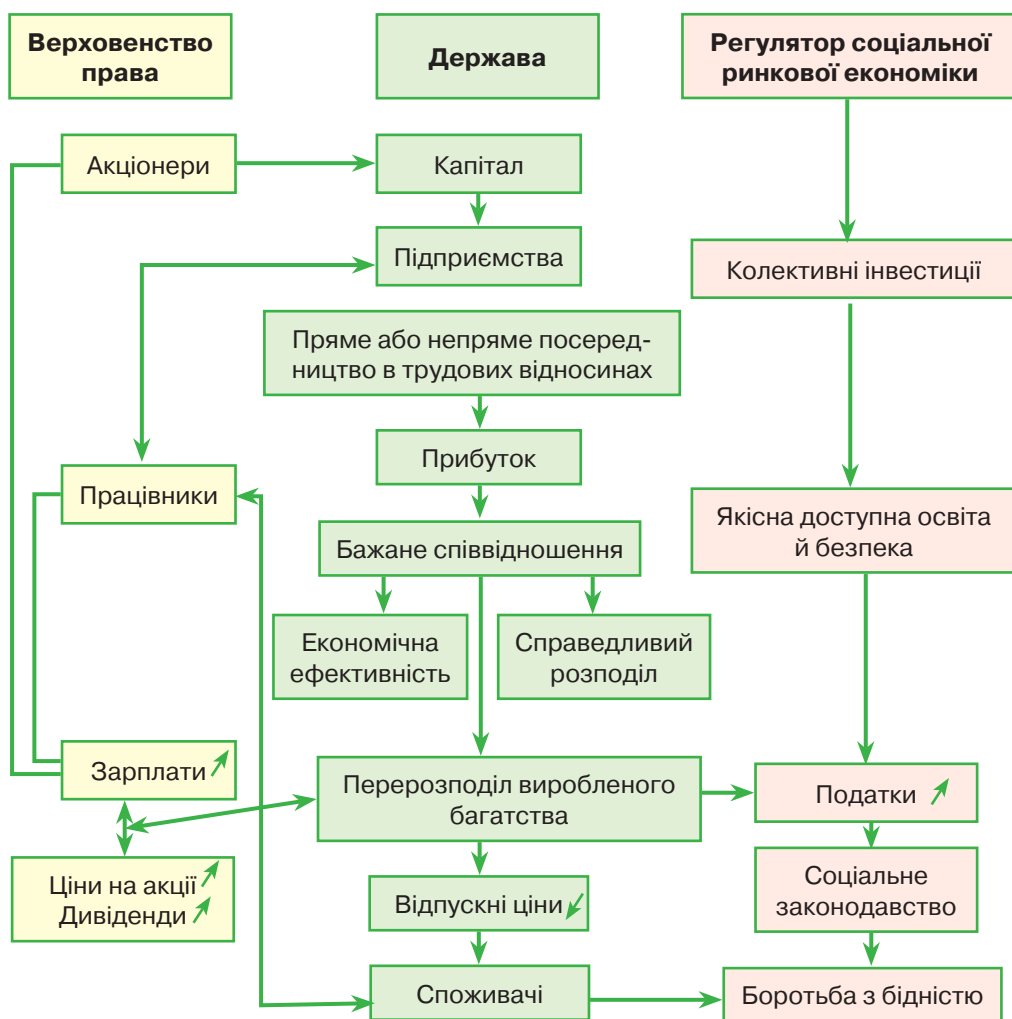 Верховенство
права
Держава
Регулятор соціальної
ринкової економіки
Акціонери
Капітал
Підприємства
Колективні інвестиції
Пряме або непряме посеред-
ництво в трудових відносинах
Прибуток
Працівники
Якісна доступна освіта
й безпека
Бажане співвідношення
Економічна
ефективність
Справедливий
розподіл
Зарплати
Перерозподіл виробленого
багатства
Податки
Ціни на акції
Дивіденди
Відпускні ціни
Соціальне
законодавство
Споживачі
Боротьба з бідністю